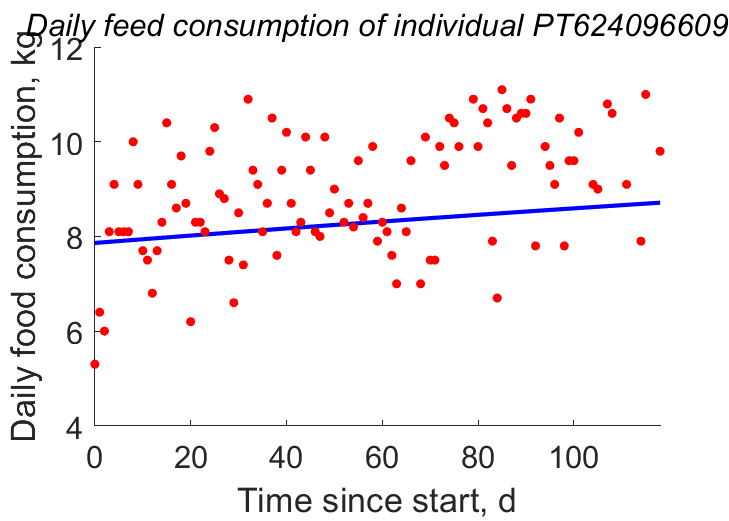 Daily feed consumption of individual PT624096609
Daily food consumption, kg
12
10
8
6
4
0 20 40 60 80 100
Time since start, d